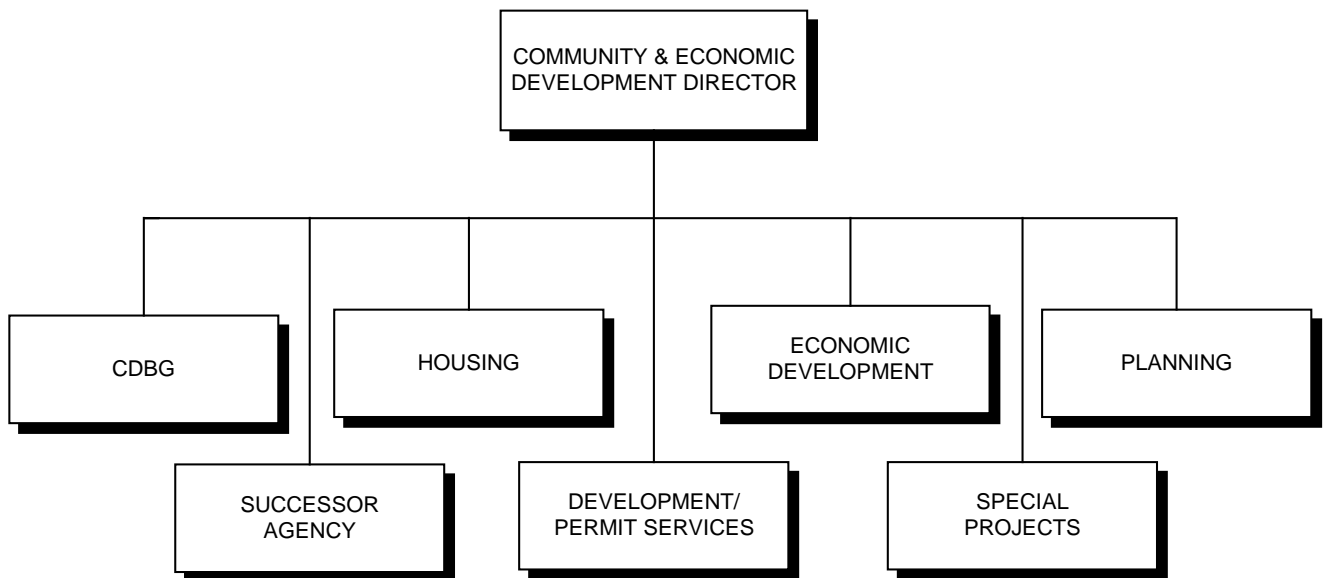 COMMUNITY & ECONOMIC
DEVELOPMENT DIRECTOR
CDBG
HOUSING
ECONOMIC
DEVELOPMENT
PLANNING
SUCCESSOR
AGENCY
DEVELOPMENT/
PERMIT SERVICES
SPECIAL
PROJECTS